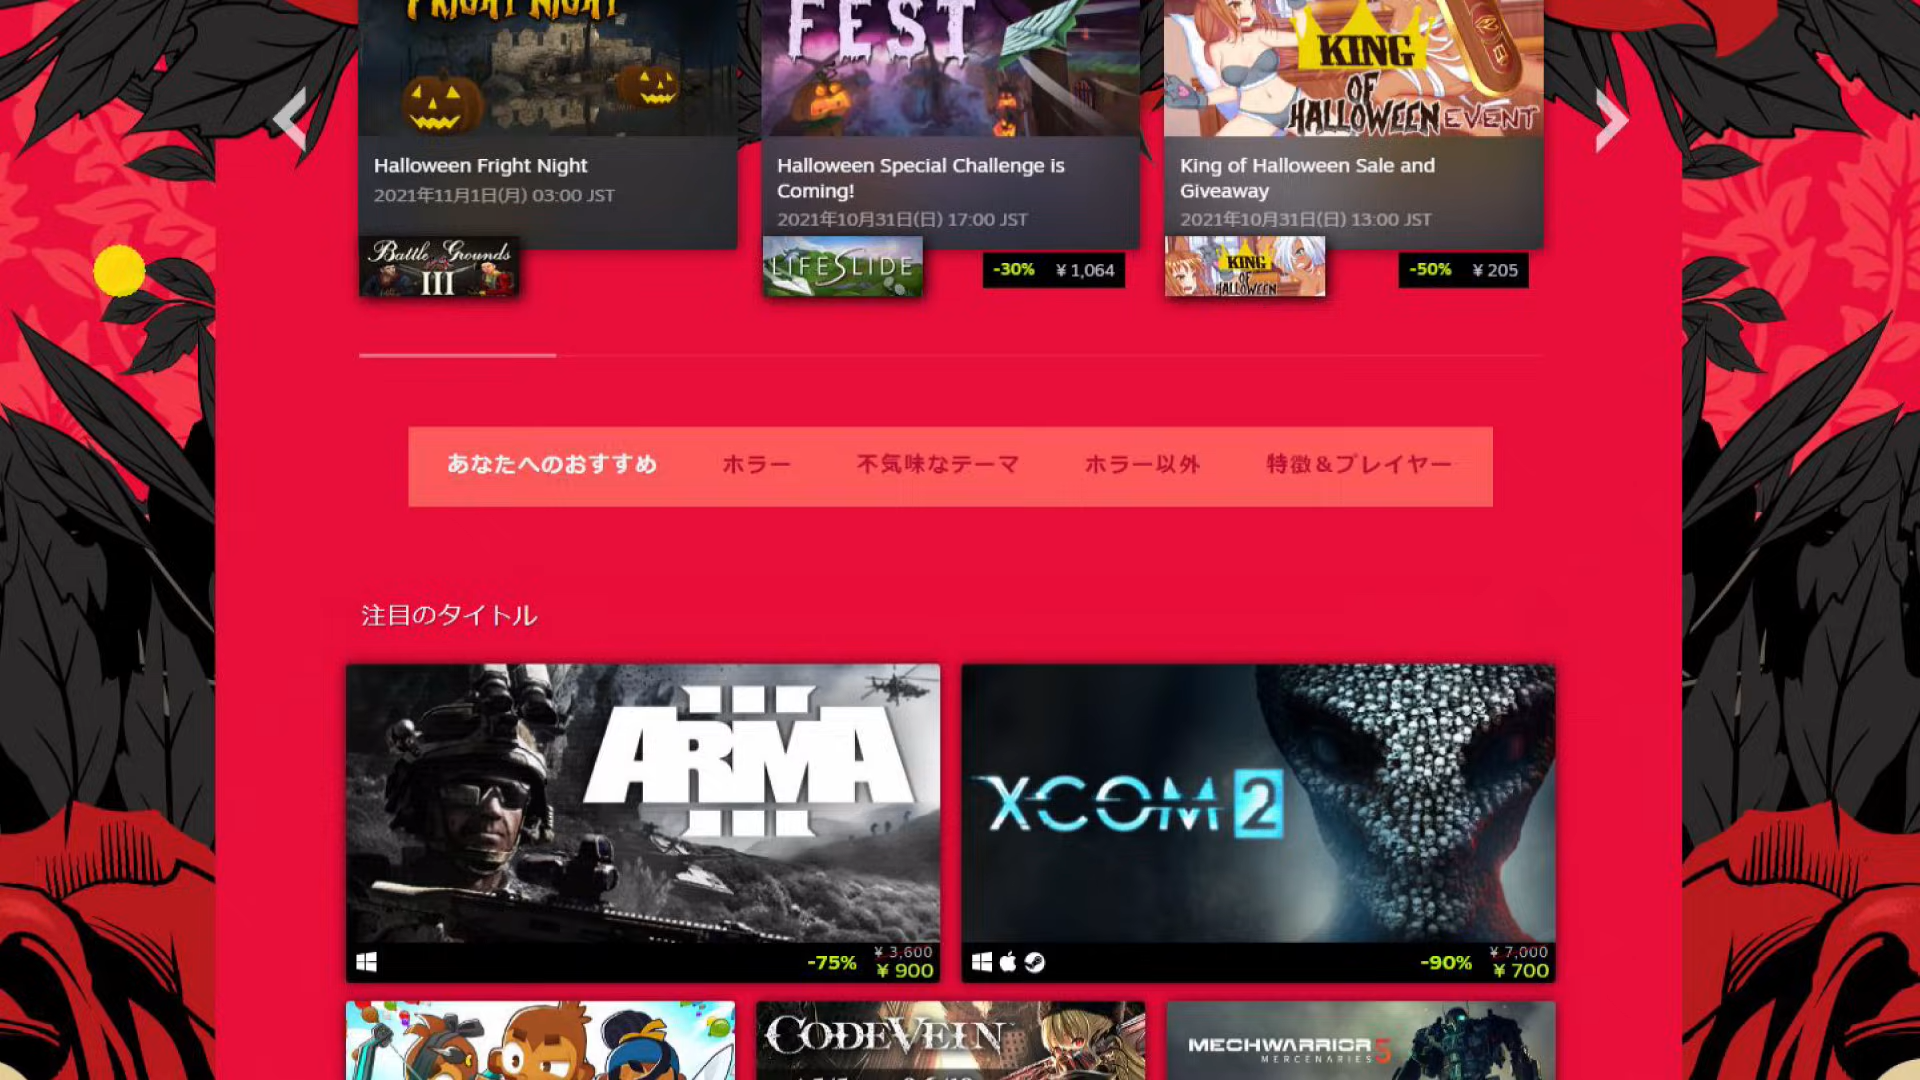 FRIGHT NIGHT
FEST
KING
OF
HALLOWEEN EVENT
Halloween Fright Night
2021年11月1日(月) 03:00 JST
Halloween Special Challenge is
Coming!
2021年10月31日(日) 17:00 JST
King of Halloween Sale and
Giveaway
2021年10月31日(日) 13:00 JST
Battle Grounds
III
LIFESLIDE
-30% ¥ 1,064
KING
OF
HALLOWEEN
-50% ¥ 205
あなたへのおすすめ ホラー 不気味なテーマ ホラー以外 特徴&プレイヤー
注目のタイトル
ARMA
III
XCOM 2
-75% ¥ 3,600
¥ 900
-90% ¥ 7,000
¥ 700
CODE VEIN
MECHWARRIOR 5
MERCENARIES